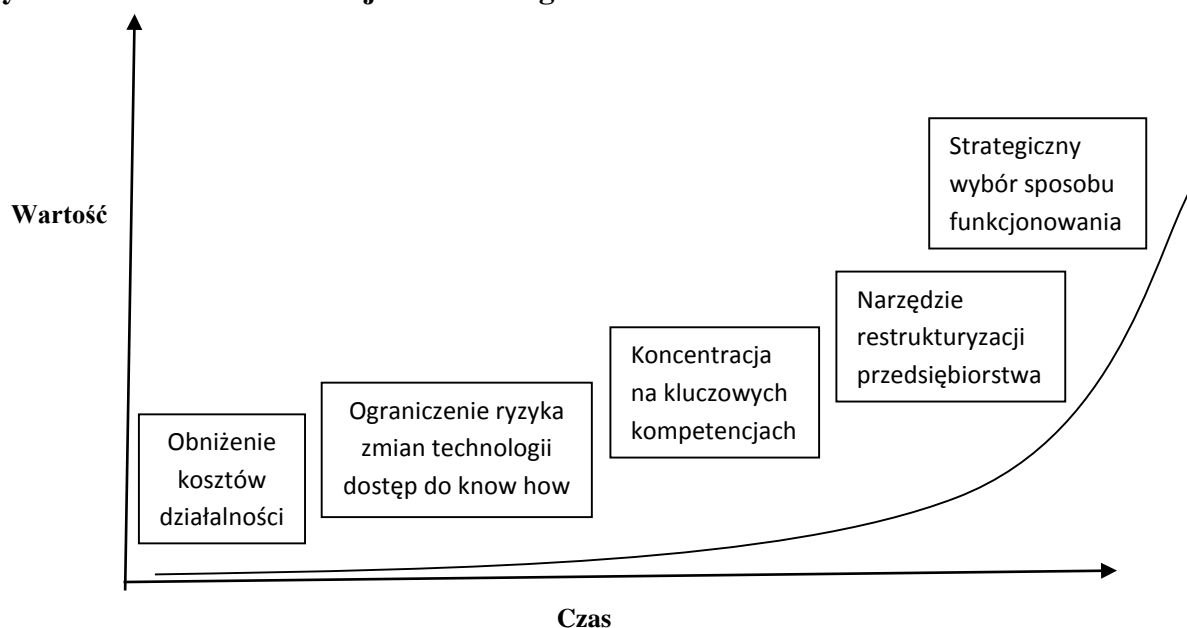 Strategiczny
wybór sposobu
funkcjonowania
Wartość
Narzędzie
restrukturyzacji
przedsiębiorstwa
Koncentracja
na kluczowych
kompetencjach
Ograniczenie ryzyka
zmian technologii
dostęp do know how
Obniżenie
kosztów
działalności
Czas